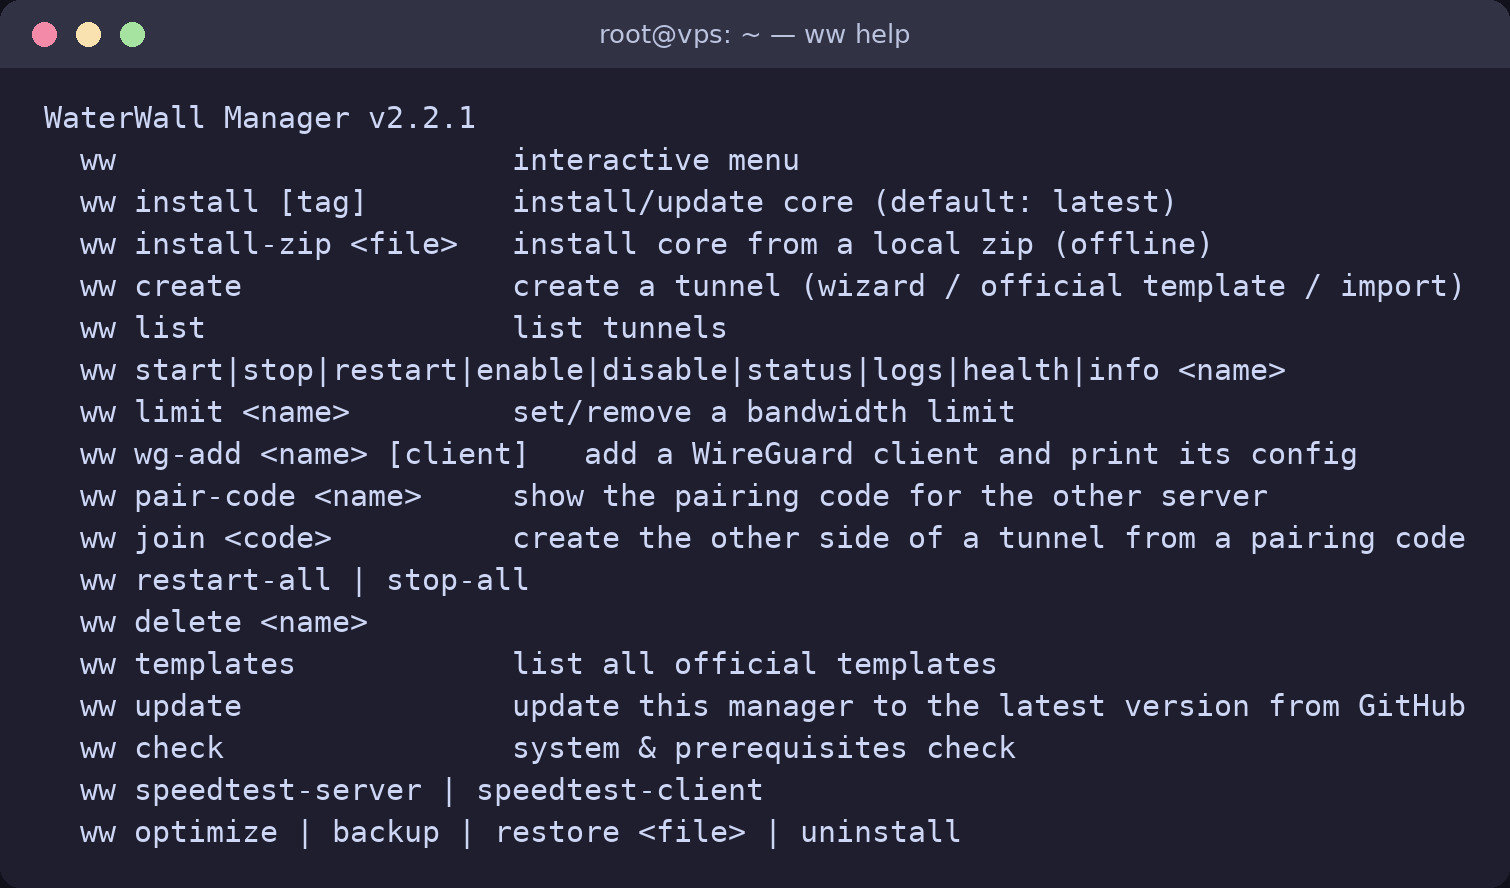 root@vps: ~ — ww help
WaterWall Manager v2.2.1
  ww                      interactive menu
  ww install [tag]        install/update core (default: latest)
  ww install-zip <file>   install core from a local zip (offline)
  ww create               create a tunnel (wizard / official template / import)
  ww list                 list tunnels
  ww start|stop|restart|enable|disable|status|logs|health|info <name>
  ww limit <name>         set/remove a bandwidth limit
  ww wg-add <name> [client]   add a WireGuard client and print its config
  ww pair-code <name>     show the pairing code for the other server
  ww join <code>          create the other side of a tunnel from a pairing code
  ww restart-all | stop-all
  ww delete <name>
  ww templates            list all official templates
  ww update               update this manager to the latest version from GitHub
  ww check                system & prerequisites check
  ww speedtest-server | speedtest-client
  ww optimize | backup | restore <file> | uninstall